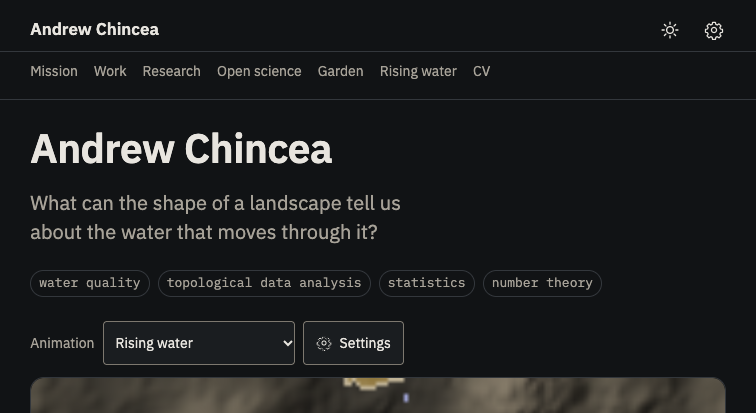 Andrew Chincea
Mission Work Research Open science Garden Rising water CV
Andrew Chincea
What can the shape of a landscape tell us
about the water that moves through it?
water quality topological data analysis statistics number theory
Animation Rising water Settings